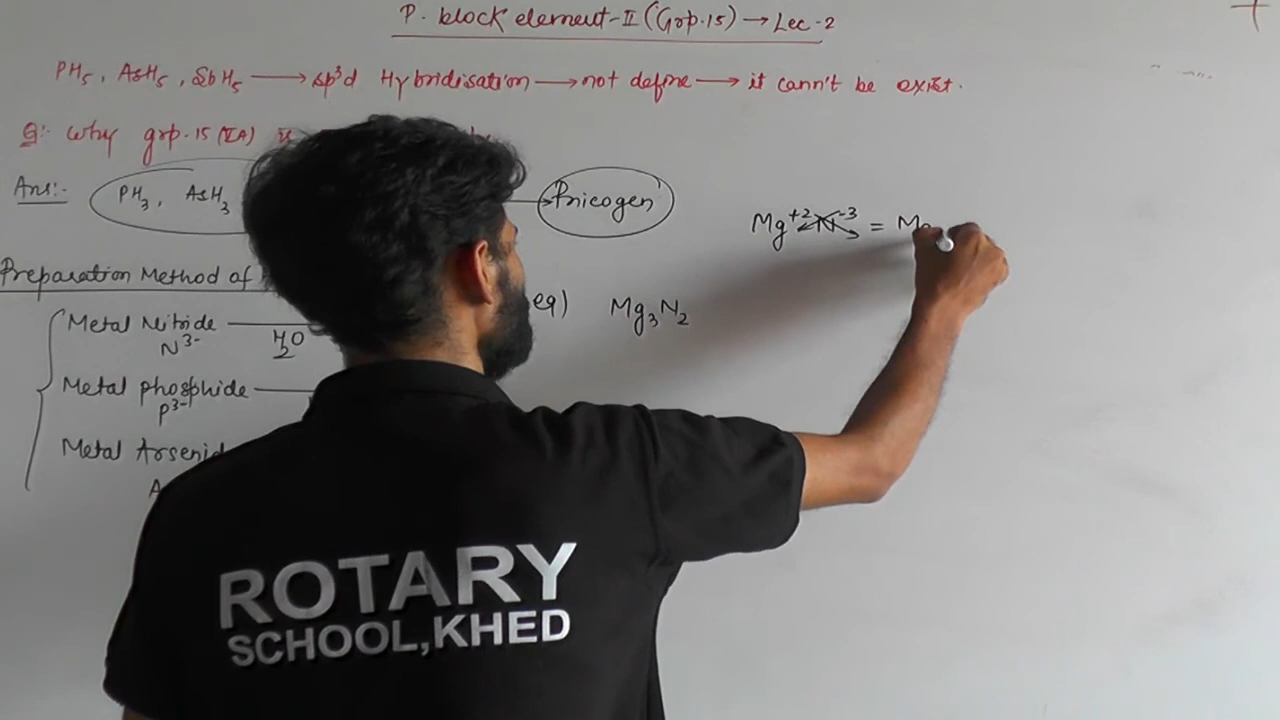 P. block element-II (Grp.15) → Lec-2
PH5, AsH5, SbH5 → sp³d Hybridisation → not define → it cann't be exist.
Q:- Why grp.15 (VA) is
Ans:- PH3, AsH3 → Pnicogen
Mg⁺² N⁻³ = Mg
Preparation Method of
eq) Mg3N2
Metal Nitride
N³⁻ H2O
Metal phosphide
P³⁻
Metal Arsenid
A
ROTARY
SCHOOL,KHED